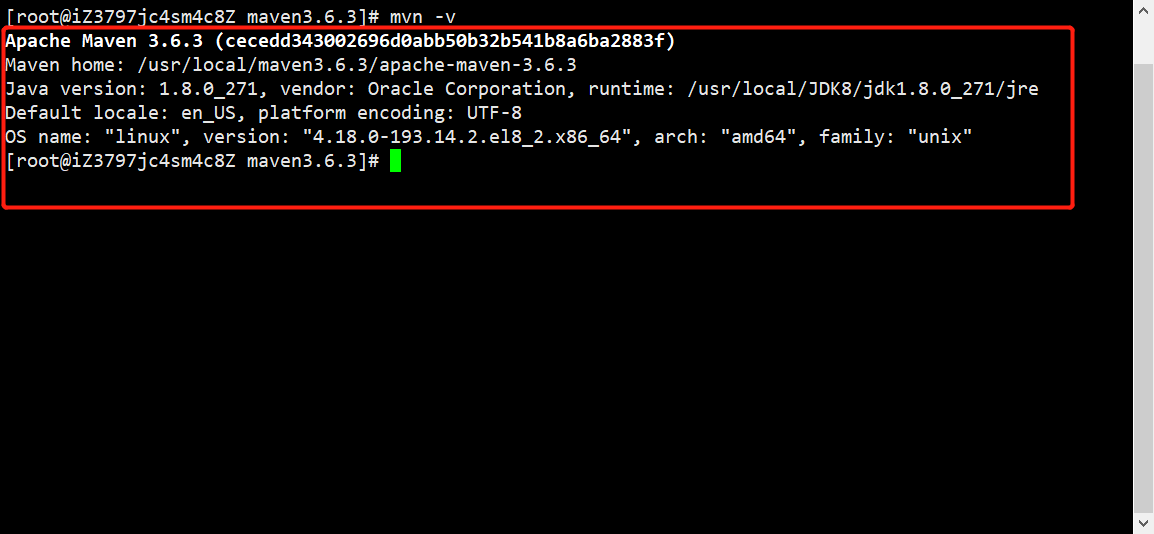 [root@iZ3797jc4sm4c8Z maven3.6.3]# mvn -v
Apache Maven 3.6.3 (cecedd343002696d0abb50b32b541b8a6ba2883f)
Maven home: /usr/local/maven3.6.3/apache-maven-3.6.3
Java version: 1.8.0_271, vendor: Oracle Corporation, runtime: /usr/local/JDK8/jdk1.8.0_271/jre
Default locale: en_US, platform encoding: UTF-8
OS name: "linux", version: "4.18.0-193.14.2.el8_2.x86_64", arch: "amd64", family: "unix"
[root@iZ3797jc4sm4c8Z maven3.6.3]#